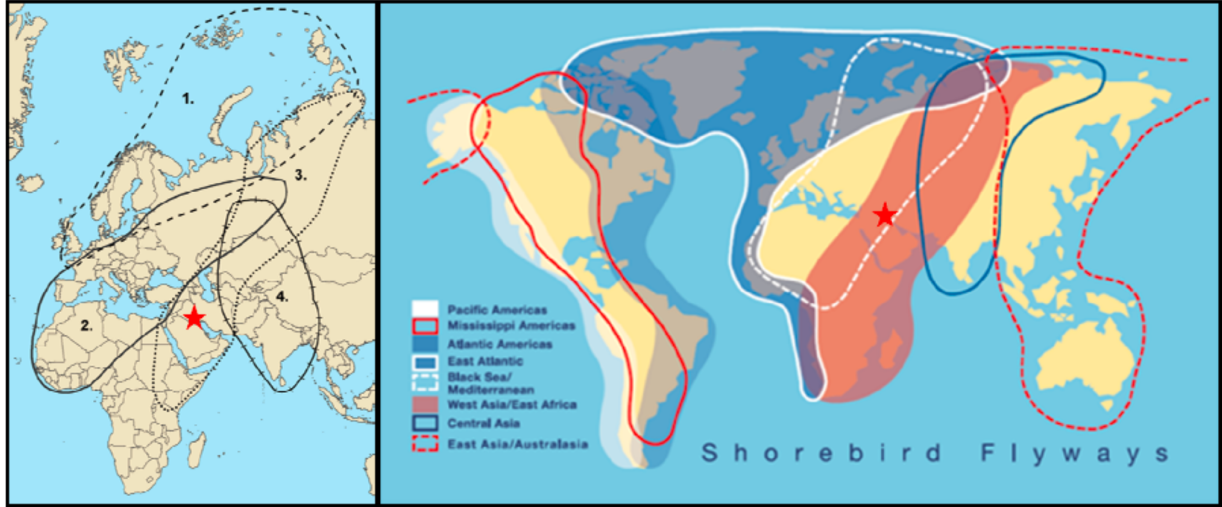 1.
3.
2.
4.
Pacific Americas
Mississippi Americas
Atlantic Americas
East Atlantic
Black Sea/
Mediterranean
West Asia/East Africa
Central Asia
East Asia/Australasia
Shorebird Flyways